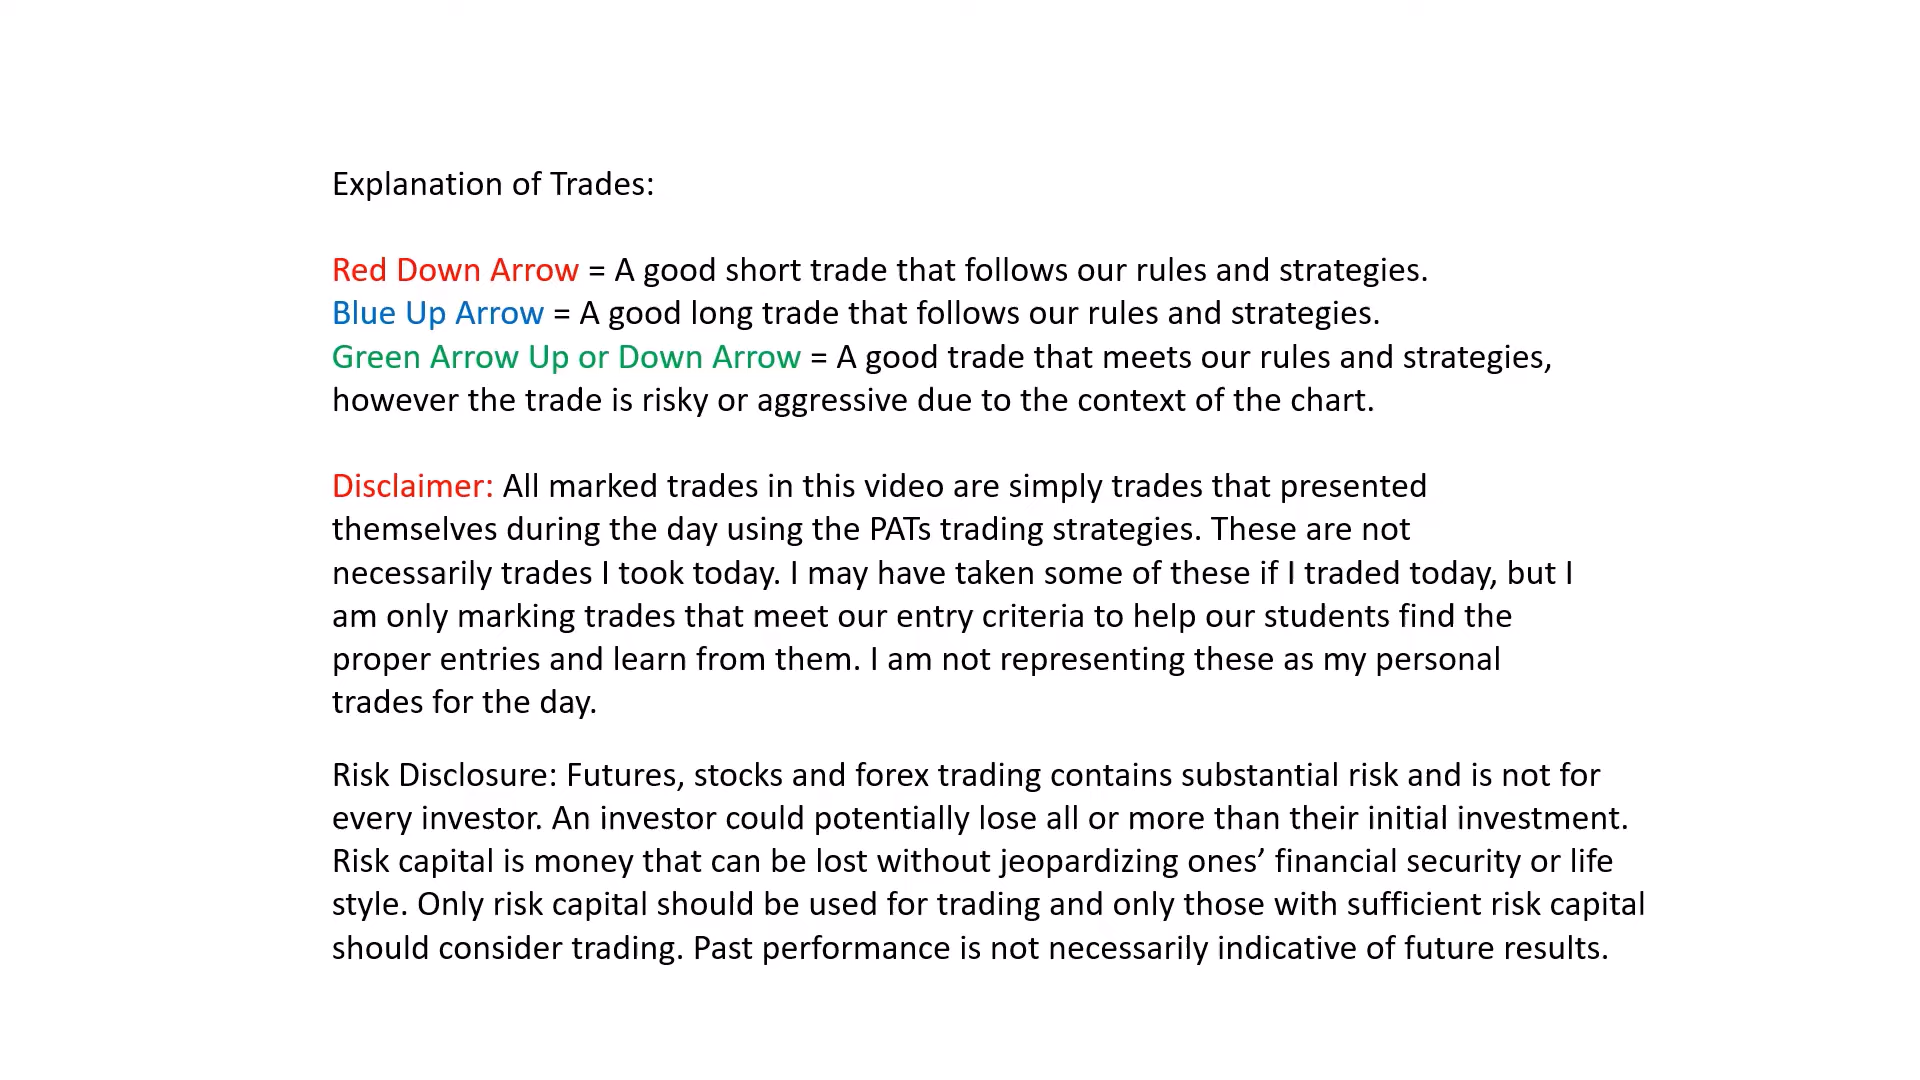 Explanation of Trades:
Red Down Arrow = A good short trade that follows our rules and strategies.
Blue Up Arrow = A good long trade that follows our rules and strategies.
Green Arrow Up or Down Arrow = A good trade that meets our rules and strategies,
however the trade is risky or aggressive due to the context of the chart.
Disclaimer: All marked trades in this video are simply trades that presented
themselves during the day using the PATs trading strategies. These are not
necessarily trades I took today. I may have taken some of these if I traded today, but I
am only marking trades that meet our entry criteria to help our students find the
proper entries and learn from them. I am not representing these as my personal
trades for the day.
Risk Disclosure: Futures, stocks and forex trading contains substantial risk and is not for
every investor. An investor could potentially lose all or more than their initial investment.
Risk capital is money that can be lost without jeopardizing ones’ financial security or life
style. Only risk capital should be used for trading and only those with sufficient risk capital
should consider trading. Past performance is not necessarily indicative of future results.